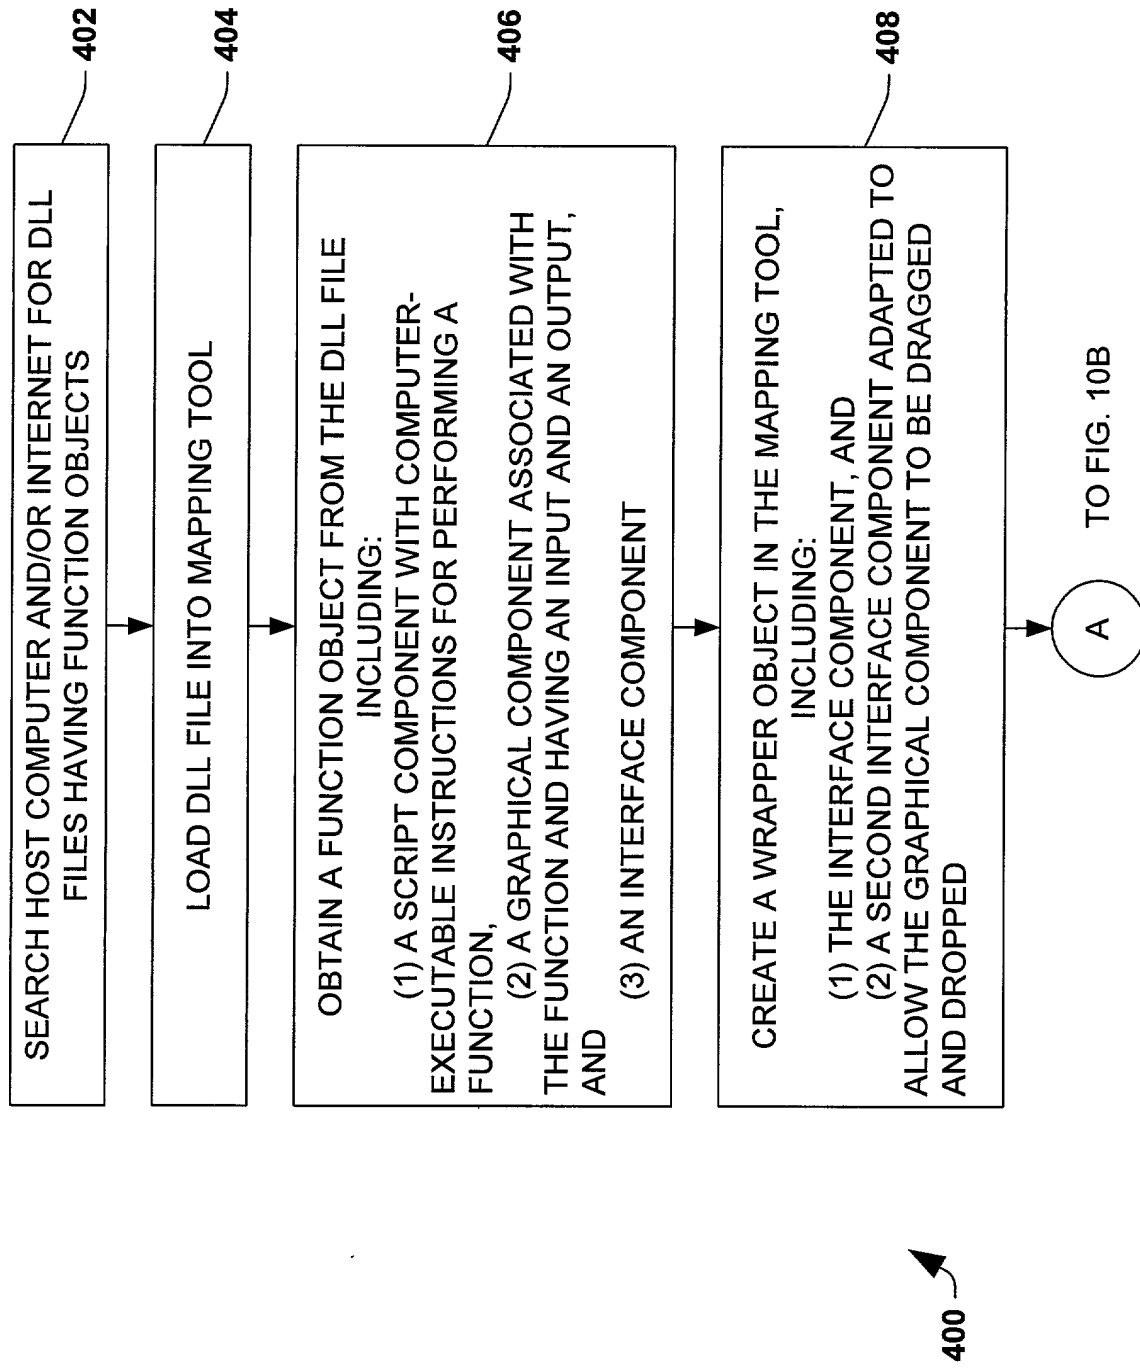 SEARCH HOST COMPUTER AND/OR INTERNET FOR DLL
FILES HAVING FUNCTION OBJECTS
402
LOAD DLL FILE INTO MAPPING TOOL
404
OBTAIN A FUNCTION OBJECT FROM THE DLL FILE
INCLUDING:
(1) A SCRIPT COMPONENT WITH COMPUTER-
EXECUTABLE INSTRUCTIONS FOR PERFORMING A
FUNCTION,
(2) A GRAPHICAL COMPONENT ASSOCIATED WITH
THE FUNCTION AND HAVING AN INPUT AND AN OUTPUT,
AND
(3) AN INTERFACE COMPONENT
406
CREATE A WRAPPER OBJECT IN THE MAPPING TOOL,
INCLUDING:
(1) THE INTERFACE COMPONENT, AND
(2) A SECOND INTERFACE COMPONENT ADAPTED TO
ALLOW THE GRAPHICAL COMPONENT TO BE DRAGGED
AND DROPPED
408
400
A
TO FIG. 10B